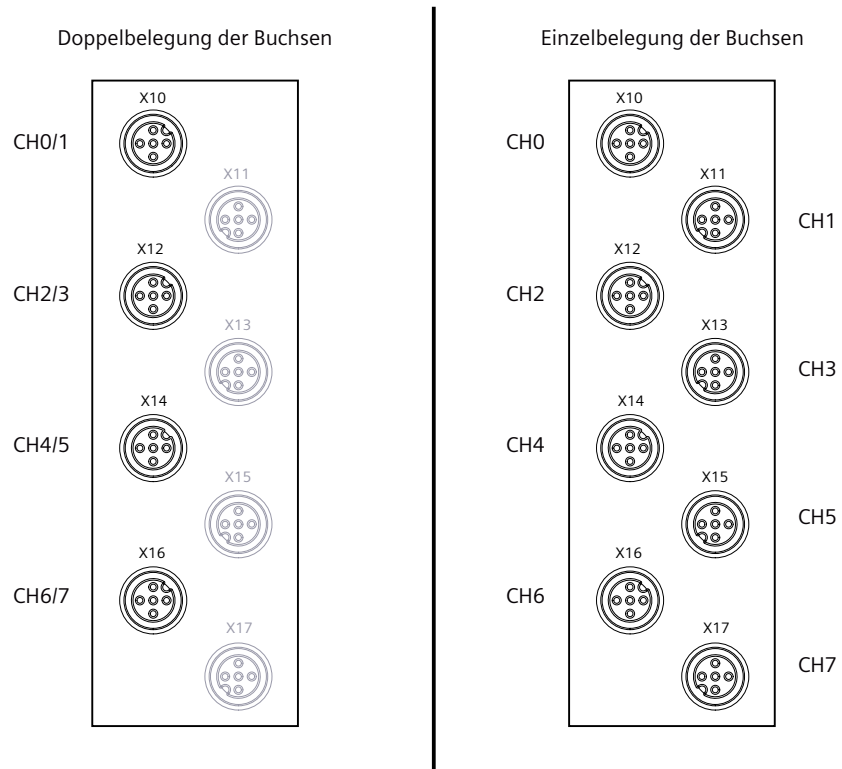 Doppelbelegung der Buchsen
X10
CH0/1
X11
X12
CH2/3
X13
X14
CH4/5
X15
X16
CH6/7
X17
Einzelbelegung der Buchsen
X10
CH0
X11
CH1
X12
CH2
X13
CH3
X14
CH4
X15
CH5
X16
CH6
X17
CH7